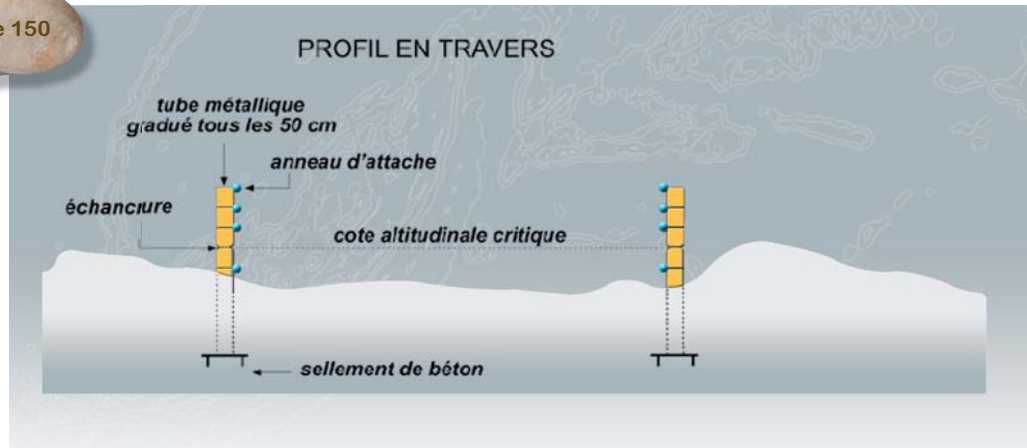 e 150
PROFIL EN TRAVERS
tube métallique
gradué tous les 50 cm
anneau d'attache
échancrure
cote altitudinale critique
sellement de béton